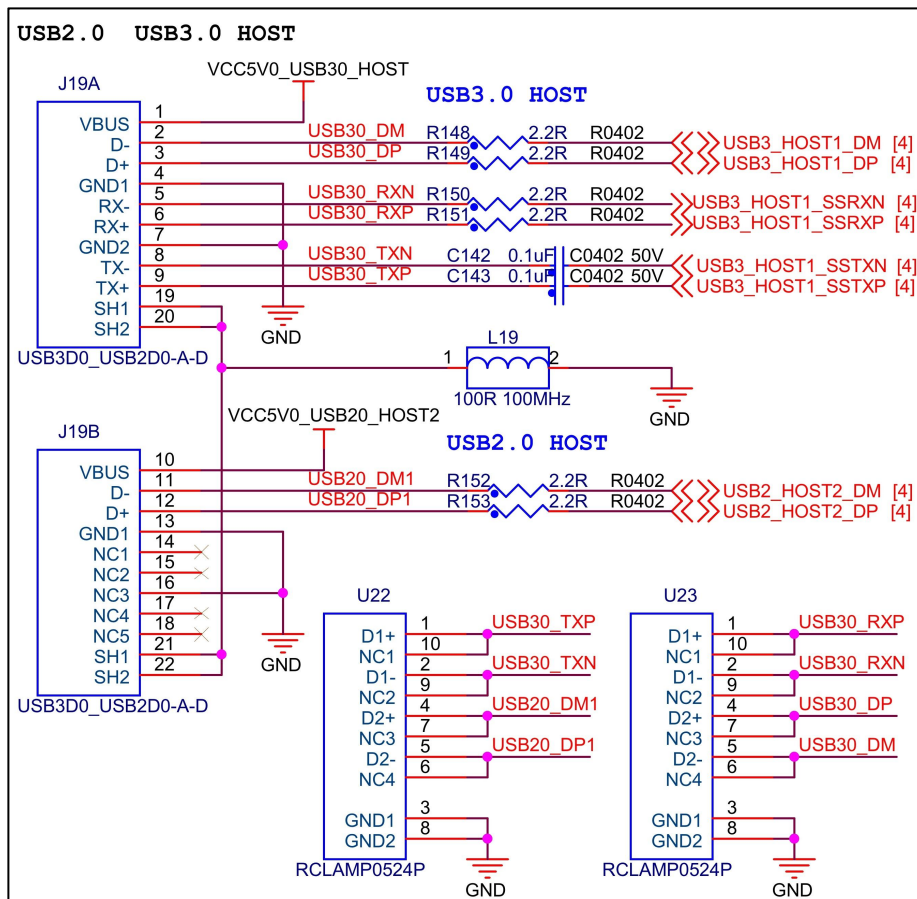 USB2.0 USB3.0 HOST
VCC5V0_USB30_HOST
J19A
USB3.0 HOST
VBUS 1
D- 2 USB30_DM R148 2.2R R0402 USB3_HOST1_DM [4]
D+ 3 USB30_DP R149 2.2R R0402 USB3_HOST1_DP [4]
GND1 4
RX- 5 USB30_RXN R150 2.2R R0402 USB3_HOST1_SSRXN [4]
RX+ 6 USB30_RXP R151 2.2R R0402 USB3_HOST1_SSRXP [4]
GND2 7
TX- 8 USB30_TXN C142 0.1uF C0402 50V USB3_HOST1_SSTXN [4]
TX+ 9 USB30_TXP C143 0.1uF C0402 50V USB3_HOST1_SSTXP [4]
SH1 19
SH2 20
GND
USB3D0_USB2D0-A-D
L19
1 2
100R 100MHz
GND
VCC5V0_USB20_HOST2
J19B
USB2.0 HOST
VBUS 10
D- 11 USB20_DM1 R152 2.2R R0402 USB2_HOST2_DM [4]
D+ 12 USB20_DP1 R153 2.2R R0402 USB2_HOST2_DP [4]
GND1 13
NC1 14
NC2 15
NC3 16
NC4 17
NC5 18
SH1 21
SH2 22
GND
USB3D0_USB2D0-A-D
U22
D1+ 1 USB30_TXP
NC1 10
D1- 2 USB30_TXN
NC2 9
D2+ 4 USB20_DM1
NC3 7
D2- 5 USB20_DP1
NC4 6
GND1 3
GND2 8
RCLAMP0524P
GND
U23
D1+ 1 USB30_RXP
NC1 10
D1- 2 USB30_RXN
NC2 9
D2+ 4 USB30_DP
NC3 7
D2- 5 USB30_DM
NC4 6
GND1 3
GND2 8
RCLAMP0524P
GND